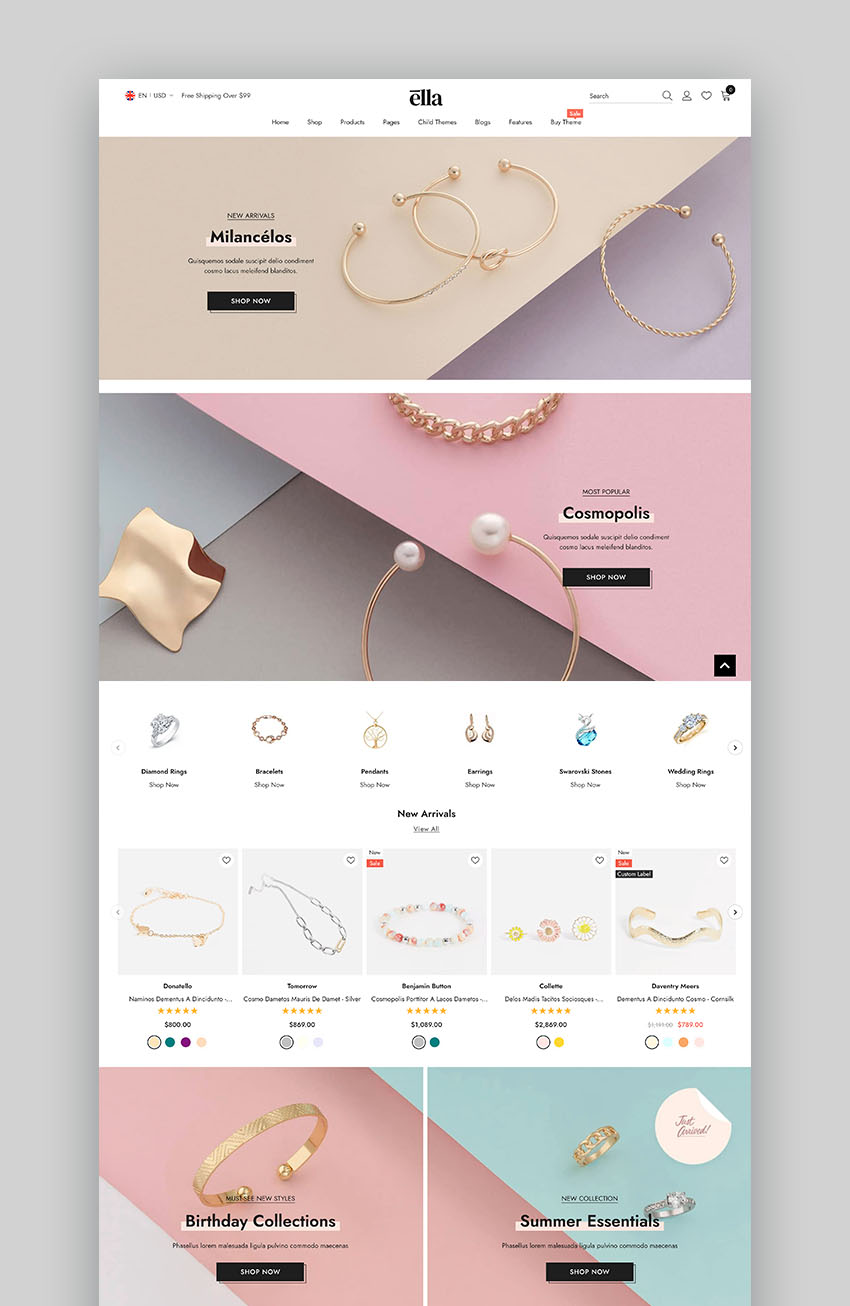 EN | USD
Free Shipping Over $99
ella
Search
0
Home
Shop
Products
Pages
Child Themes
Blogs
Features
Sale
Buy Theme
NEW ARRIVALS
Milancélos
Quisquemos sodale suscipit delio condiment
cosmo lacus meleifend blanditos.
SHOP NOW
MOST POPULAR
Cosmopolis
Quisquemos sodale suscipit delio condiment
cosmo lacus meleifend blanditos.
SHOP NOW
Diamond Rings
Bracelets
Pendants
Earrings
Swarovski Stones
Wedding Rings
Shop Now
Shop Now
Shop Now
Shop Now
Shop Now
Shop Now
New Arrivals
View All
New
Sale
New
Sale
Custom Label
Donatello
Naminos Dementus A Dincidunto -...
$800.00
Tomorrow
Cosmo Dametos Mauris De Damet - Silver
$869.00
Benjamin Button
Cosmopolis Porttitor A Lacos Dametos -...
$1,089.00
Collette
Delos Madis Tacitos Sociosques -...
$2,869.00
Daventry Meers
Dementus A Dincidunto Cosmo - Cornsilk
$789.00
MUST-SEE NEW STYLES
Birthday Collections
Phasellus lorem malesuada ligula pulvino commodo maecenas
SHOP NOW
Just
Arrived!
NEW COLLECTION
Summer Essentials
Phasellus lorem malesuada ligula pulvino commodo maecenas
SHOP NOW